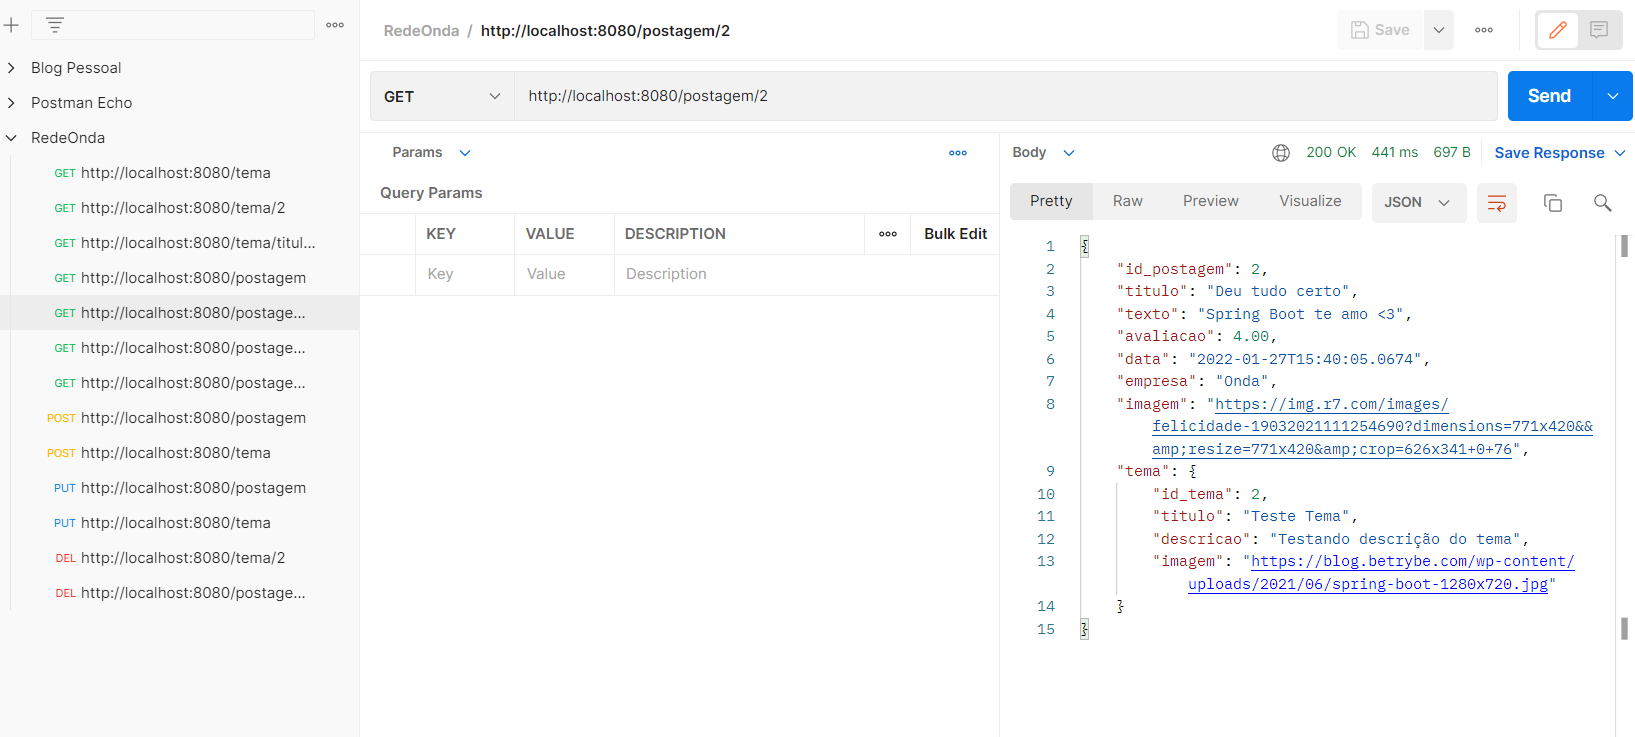 RedeOnda / http://localhost:8080/postagem/2
Save
Blog Pessoal
Postman Echo
RedeOnda
GET http://localhost:8080/tema
GET http://localhost:8080/tema/2
GET http://localhost:8080/tema/titul...
GET http://localhost:8080/postagem
GET http://localhost:8080/postage...
GET http://localhost:8080/postage...
GET http://localhost:8080/postage...
POST http://localhost:8080/postagem
POST http://localhost:8080/tema
PUT http://localhost:8080/postagem
PUT http://localhost:8080/tema
DEL http://localhost:8080/tema/2
DEL http://localhost:8080/postage...
GET http://localhost:8080/postagem/2 Send
Params
Query Params
KEY VALUE DESCRIPTION Bulk Edit
Key Value Description
Body 200 OK 441 ms 697 B Save Response
Pretty Raw Preview Visualize JSON
1 {
2 "id_postagem": 2,
3 "titulo": "Deu tudo certo",
4 "texto": "Spring Boot te amo <3",
5 "avaliacao": 4.00,
6 "data": "2022-01-27T15:40:05.0674",
7 "empresa": "Onda",
8 "imagem": "https://img.r7.com/images/
felicidade-19032021111254690?dimensions=771x420&&
amp;resize=771x420&amp;crop=626x341+0+76",
9 "tema": {
10 "id_tema": 2,
11 "titulo": "Teste Tema",
12 "descricao": "Testando descrição do tema",
13 "imagem": "https://blog.betrybe.com/wp-content/
uploads/2021/06/spring-boot-1280x720.jpg"
14 }
15 }